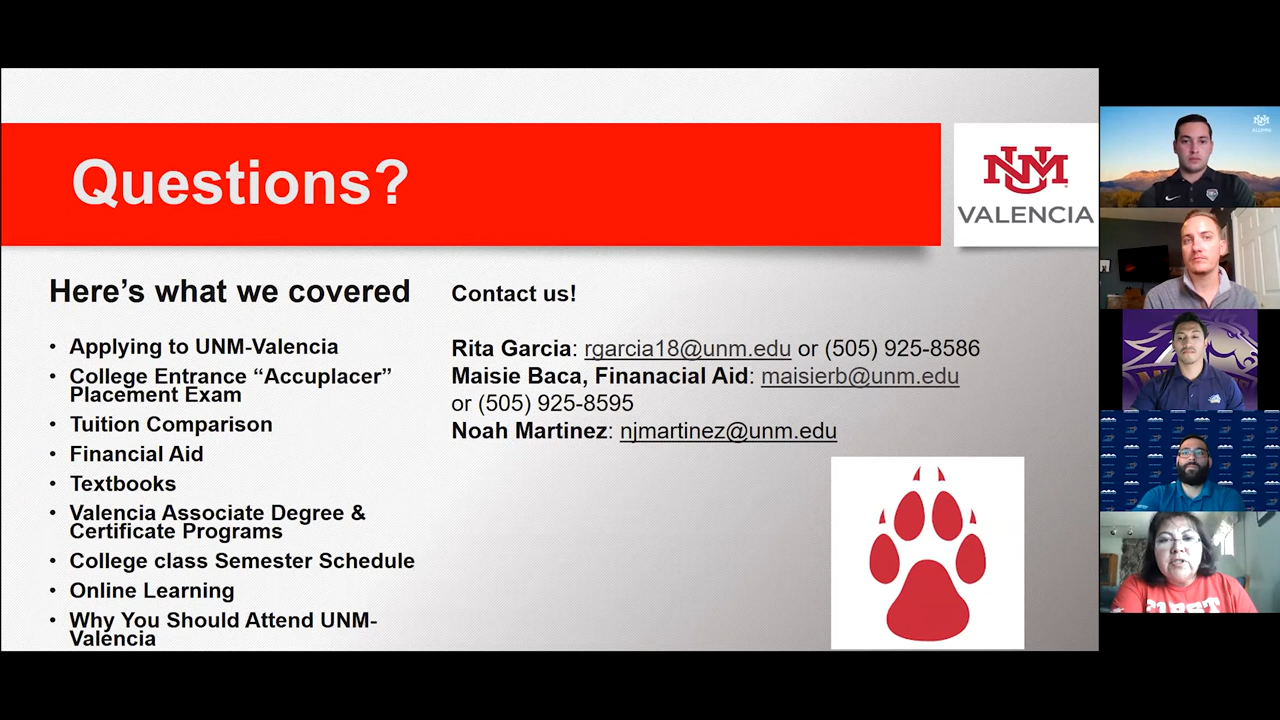 Questions?
UNM
VALENCIA
Here's what we covered
• Applying to UNM-Valencia
• College Entrance “Accuplacer”
Placement Exam
• Tuition Comparison
• Financial Aid
• Textbooks
• Valencia Associate Degree &
Certificate Programs
• College class Semester Schedule
• Online Learning
• Why You Should Attend UNM-
Valencia
Contact us!
Rita Garcia: rgarcia18@unm.edu or (505) 925-8586
Maisie Baca, Finanacial Aid: maisierb@unm.edu
or (505) 925-8595
Noah Martinez: njmartinez@unm.edu
UNM
ALUMNI
FIRST